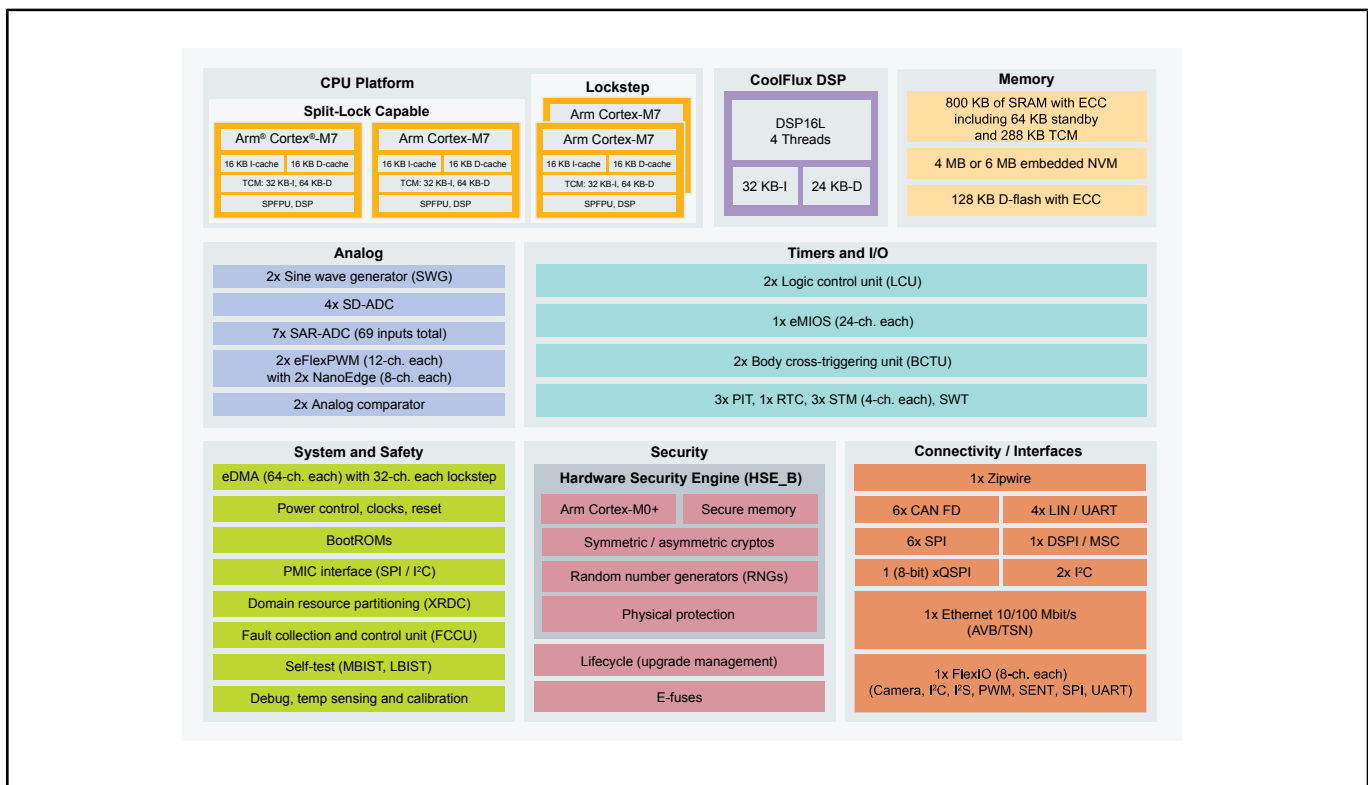 CPU Platform
Split-Lock Capable
Arm® Cortex®-M7
16 KB I-cache
16 KB D-cache
TCM: 32 KB-I, 64 KB-D
SPFPU, DSP
Arm Cortex-M7
16 KB I-cache
16 KB D-cache
TCM: 32 KB-I, 64 KB-D
SPFPU, DSP
Lockstep
Arm Cortex-M7
Arm Cortex-M7
16 KB I-cache
16 KB D-cache
TCM: 32 KB-I, 64 KB-D
SPFPU, DSP
CoolFlux DSP
DSP16L
4 Threads
32 KB-I
24 KB-D
Memory
800 KB of SRAM with ECC
including 64 KB standby
and 288 KB TCM
4 MB or 6 MB embedded NVM
128 KB D-flash with ECC
Analog
2x Sine wave generator (SWG)
4x SD-ADC
7x SAR-ADC (69 inputs total)
2x eFlexPWM (12-ch. each)
with 2x NanoEdge (8-ch. each)
2x Analog comparator
Timers and I/O
2x Logic control unit (LCU)
1x eMIOS (24-ch. each)
2x Body cross-triggering unit (BCTU)
3x PIT, 1x RTC, 3x STM (4-ch. each), SWT
System and Safety
eDMA (64-ch. each) with 32-ch. each lockstep
Power control, clocks, reset
BootROMs
PMIC interface (SPI / I²C)
Domain resource partitioning (XRDC)
Fault collection and control unit (FCCU)
Self-test (MBIST, LBIST)
Debug, temp sensing and calibration
Security
Hardware Security Engine (HSE_B)
Arm Cortex-M0+
Secure memory
Symmetric / asymmetric cryptos
Random number generators (RNGs)
Physical protection
Lifecycle (upgrade management)
E-fuses
Connectivity / Interfaces
1x Zipwire
6x CAN FD
4x LIN / UART
6x SPI
1x DSPI / MSC
1 (8-bit) xQSPI
2x I²C
1x Ethernet 10/100 Mbit/s
(AVB/TSN)
1x FlexIO (8-ch. each)
(Camera, I²C, I²S, PWM, SENT, SPI, UART)